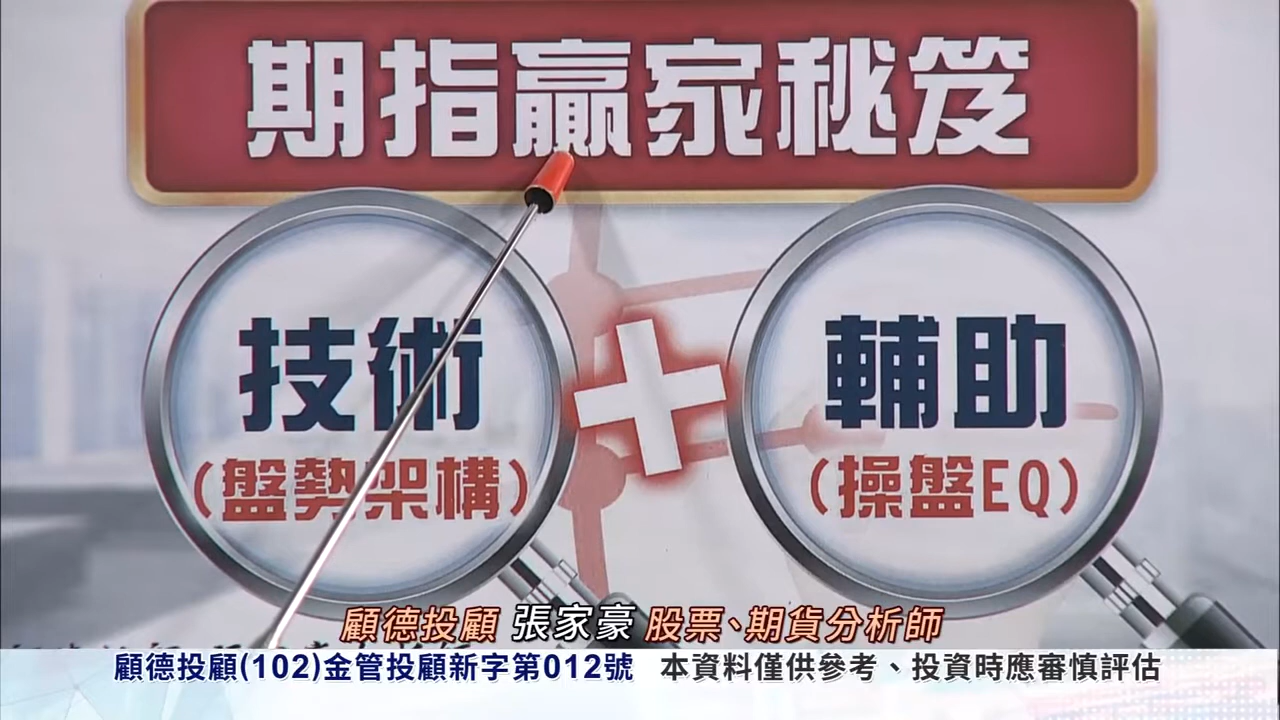 期指贏家秘笈
技術
輔助
(盤勢架構)
(操盤EQ)
顧德投顧 張家豪 股票、期貨分析師
顧德投顧(102)金管投顧新字第012號 本資料僅供參考、投資時應審慎評估